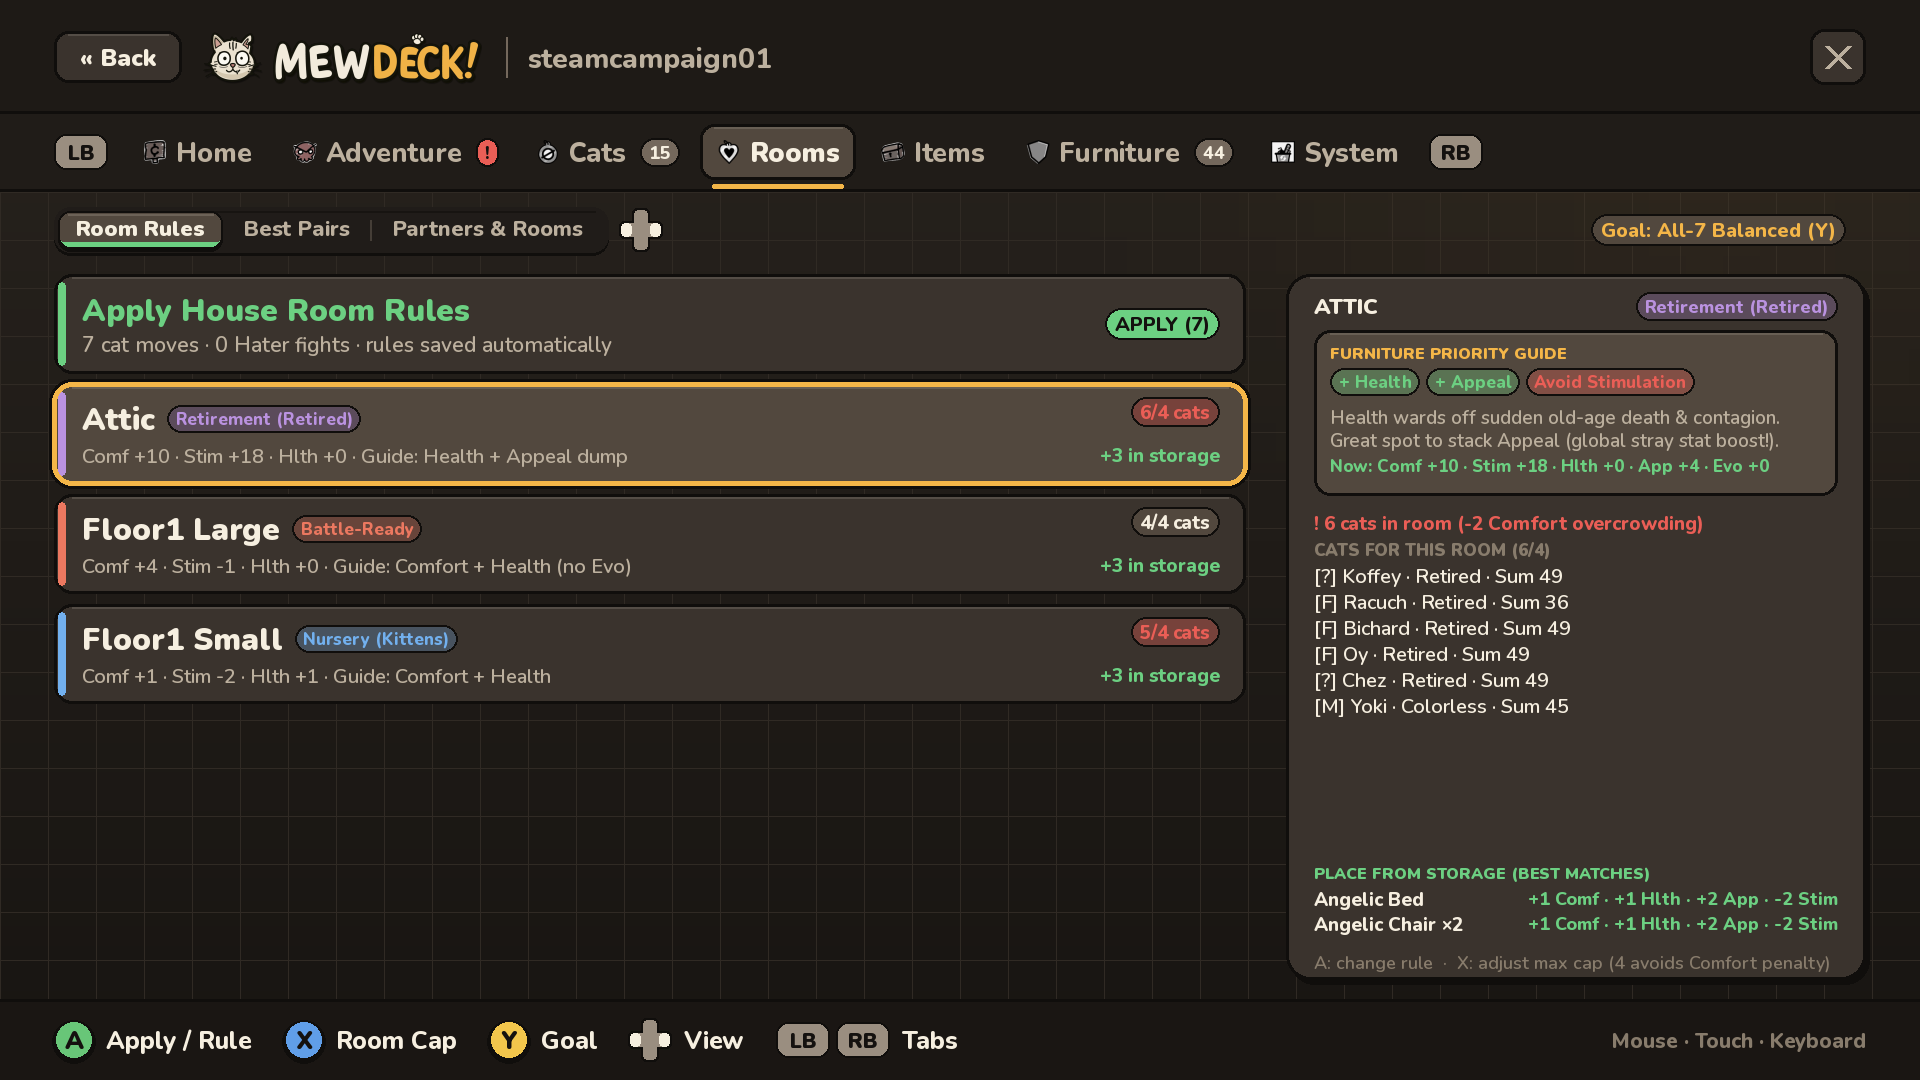 « Back
MEWDECK!
steamcampaign01
LB
Home
Adventure !
Cats 15
Rooms
Items
Furniture 44
System
RB
Room Rules
Best Pairs
Partners & Rooms
Goal: All-7 Balanced (Y)
Apply House Room Rules
7 cat moves · 0 Hater fights · rules saved automatically
APPLY (7)
Attic Retirement (Retired)
6/4 cats
Comf +10 · Stim +18 · Hlth +0 · Guide: Health + Appeal dump
+3 in storage
Floor1 Large Battle-Ready
4/4 cats
Comf +4 · Stim -1 · Hlth +0 · Guide: Comfort + Health (no Evo)
+3 in storage
Floor1 Small Nursery (Kittens)
5/4 cats
Comf +1 · Stim -2 · Hlth +1 · Guide: Comfort + Health
+3 in storage
ATTIC
Retirement (Retired)
FURNITURE PRIORITY GUIDE
+ Health + Appeal Avoid Stimulation
Health wards off sudden old-age death & contagion.
Great spot to stack Appeal (global stray stat boost!).
Now: Comf +10 · Stim +18 · Hlth +0 · App +4 · Evo +0
! 6 cats in room (-2 Comfort overcrowding)
CATS FOR THIS ROOM (6/4)
[?] Koffey · Retired · Sum 49
[F] Racuch · Retired · Sum 36
[F] Bichard · Retired · Sum 49
[F] Oy · Retired · Sum 49
[?] Chez · Retired · Sum 49
[M] Yoki · Colorless · Sum 45
PLACE FROM STORAGE (BEST MATCHES)
Angelic Bed +1 Comf · +1 Hlth · +2 App · -2 Stim
Angelic Chair ×2 +1 Comf · +1 Hlth · +2 App · -2 Stim
A: change rule · X: adjust max cap (4 avoids Comfort penalty)
A Apply / Rule
X Room Cap
Y Goal
View
LB RB Tabs
Mouse · Touch · Keyboard